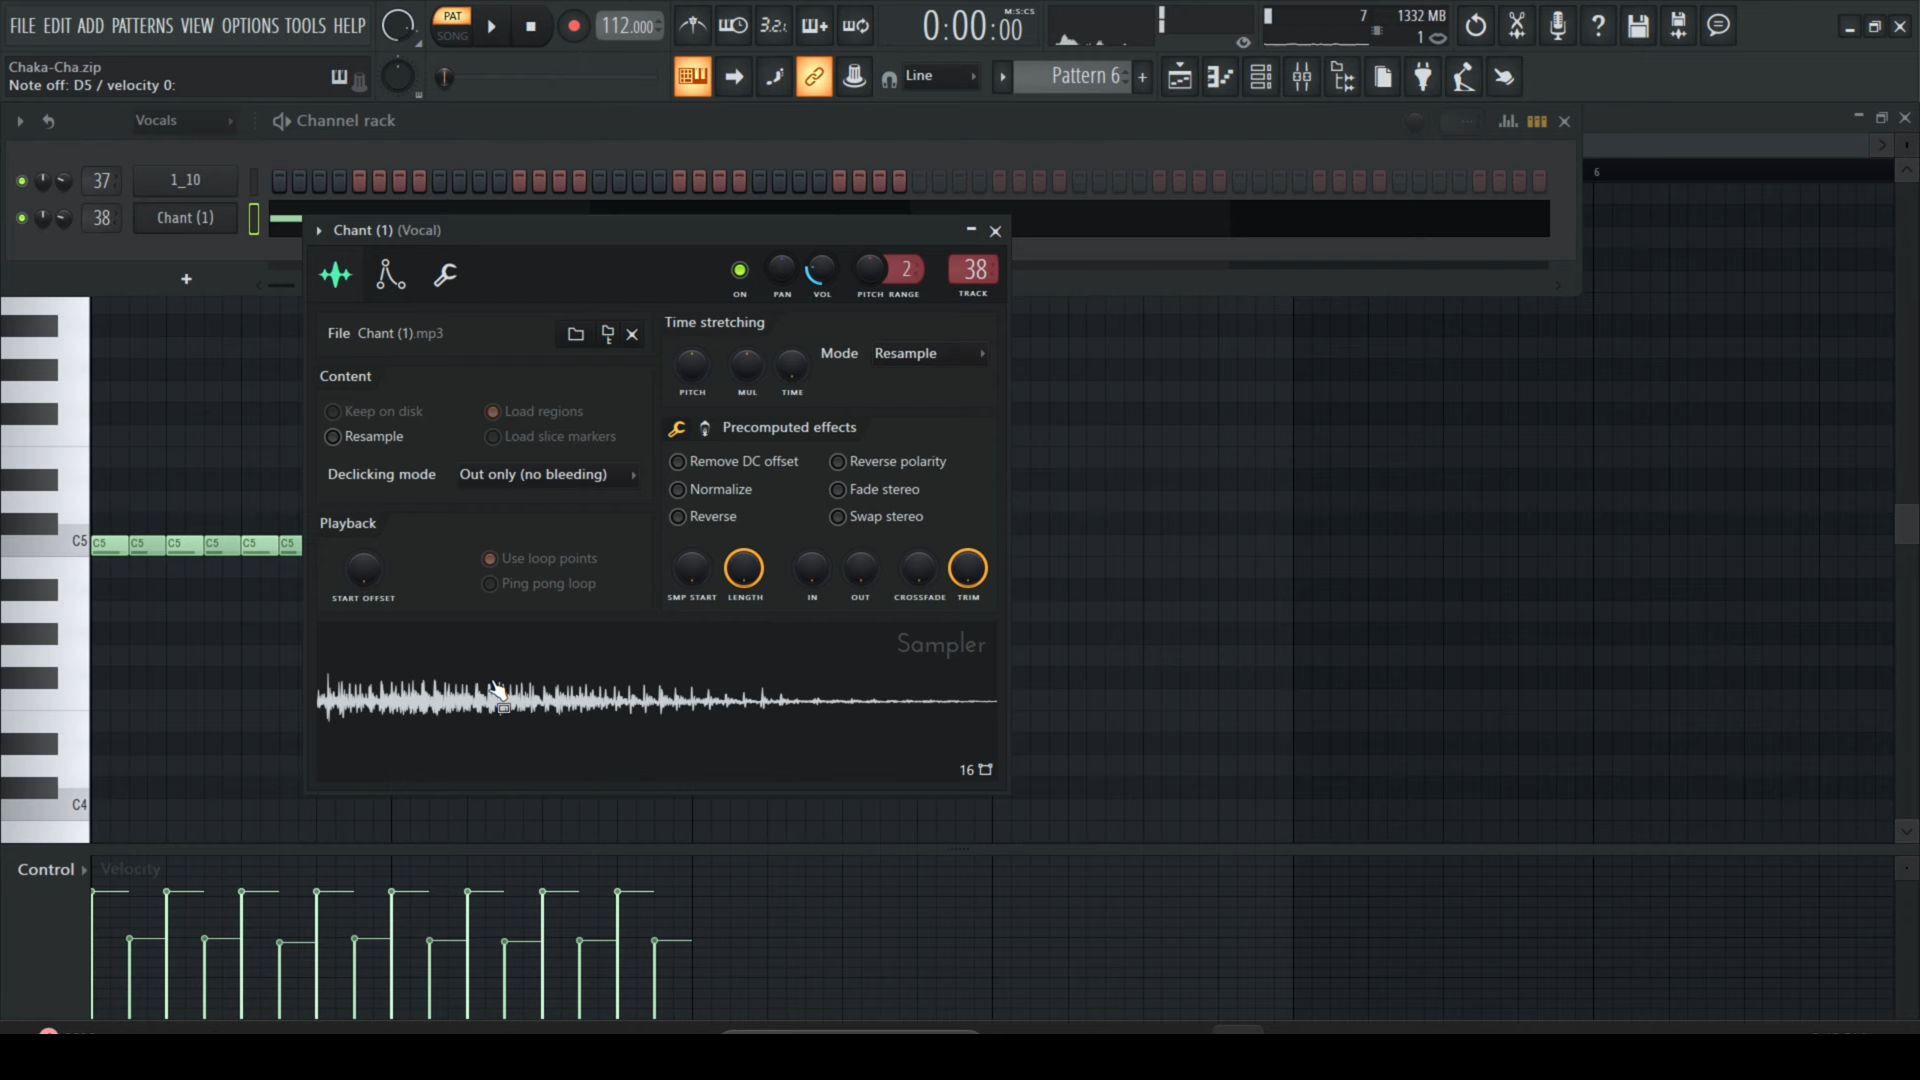 FILE EDIT ADD PATTERNS VIEW OPTIONS TOOLS HELP
PAT
SONG
112.000
3.2.
0:00:00
M:S:CS
7
1332 MB
1
Chaka-Cha.zip
Note off: D5 / velocity 0:
Line
Pattern 6
Vocals
Channel rack
37
1_10
38
Chant (1)
6
Chant (1) (Vocal)
ON
PAN
VOL
PITCH
2
RANGE
38
TRACK
File Chant (1).mp3
Content
Keep on disk
Load regions
Resample
Load slice markers
Declicking mode
Out only (no bleeding)
Playback
START OFFSET
Use loop points
Ping pong loop
Time stretching
PITCH
MUL
TIME
Mode
Resample
Precomputed effects
Remove DC offset
Reverse polarity
Normalize
Fade stereo
Reverse
Swap stereo
SMP START
LENGTH
IN
OUT
CROSSFADE
TRIM
Sampler
16
C5
C5 C5 C5 C5 C5 C5
C4
Control
Velocity